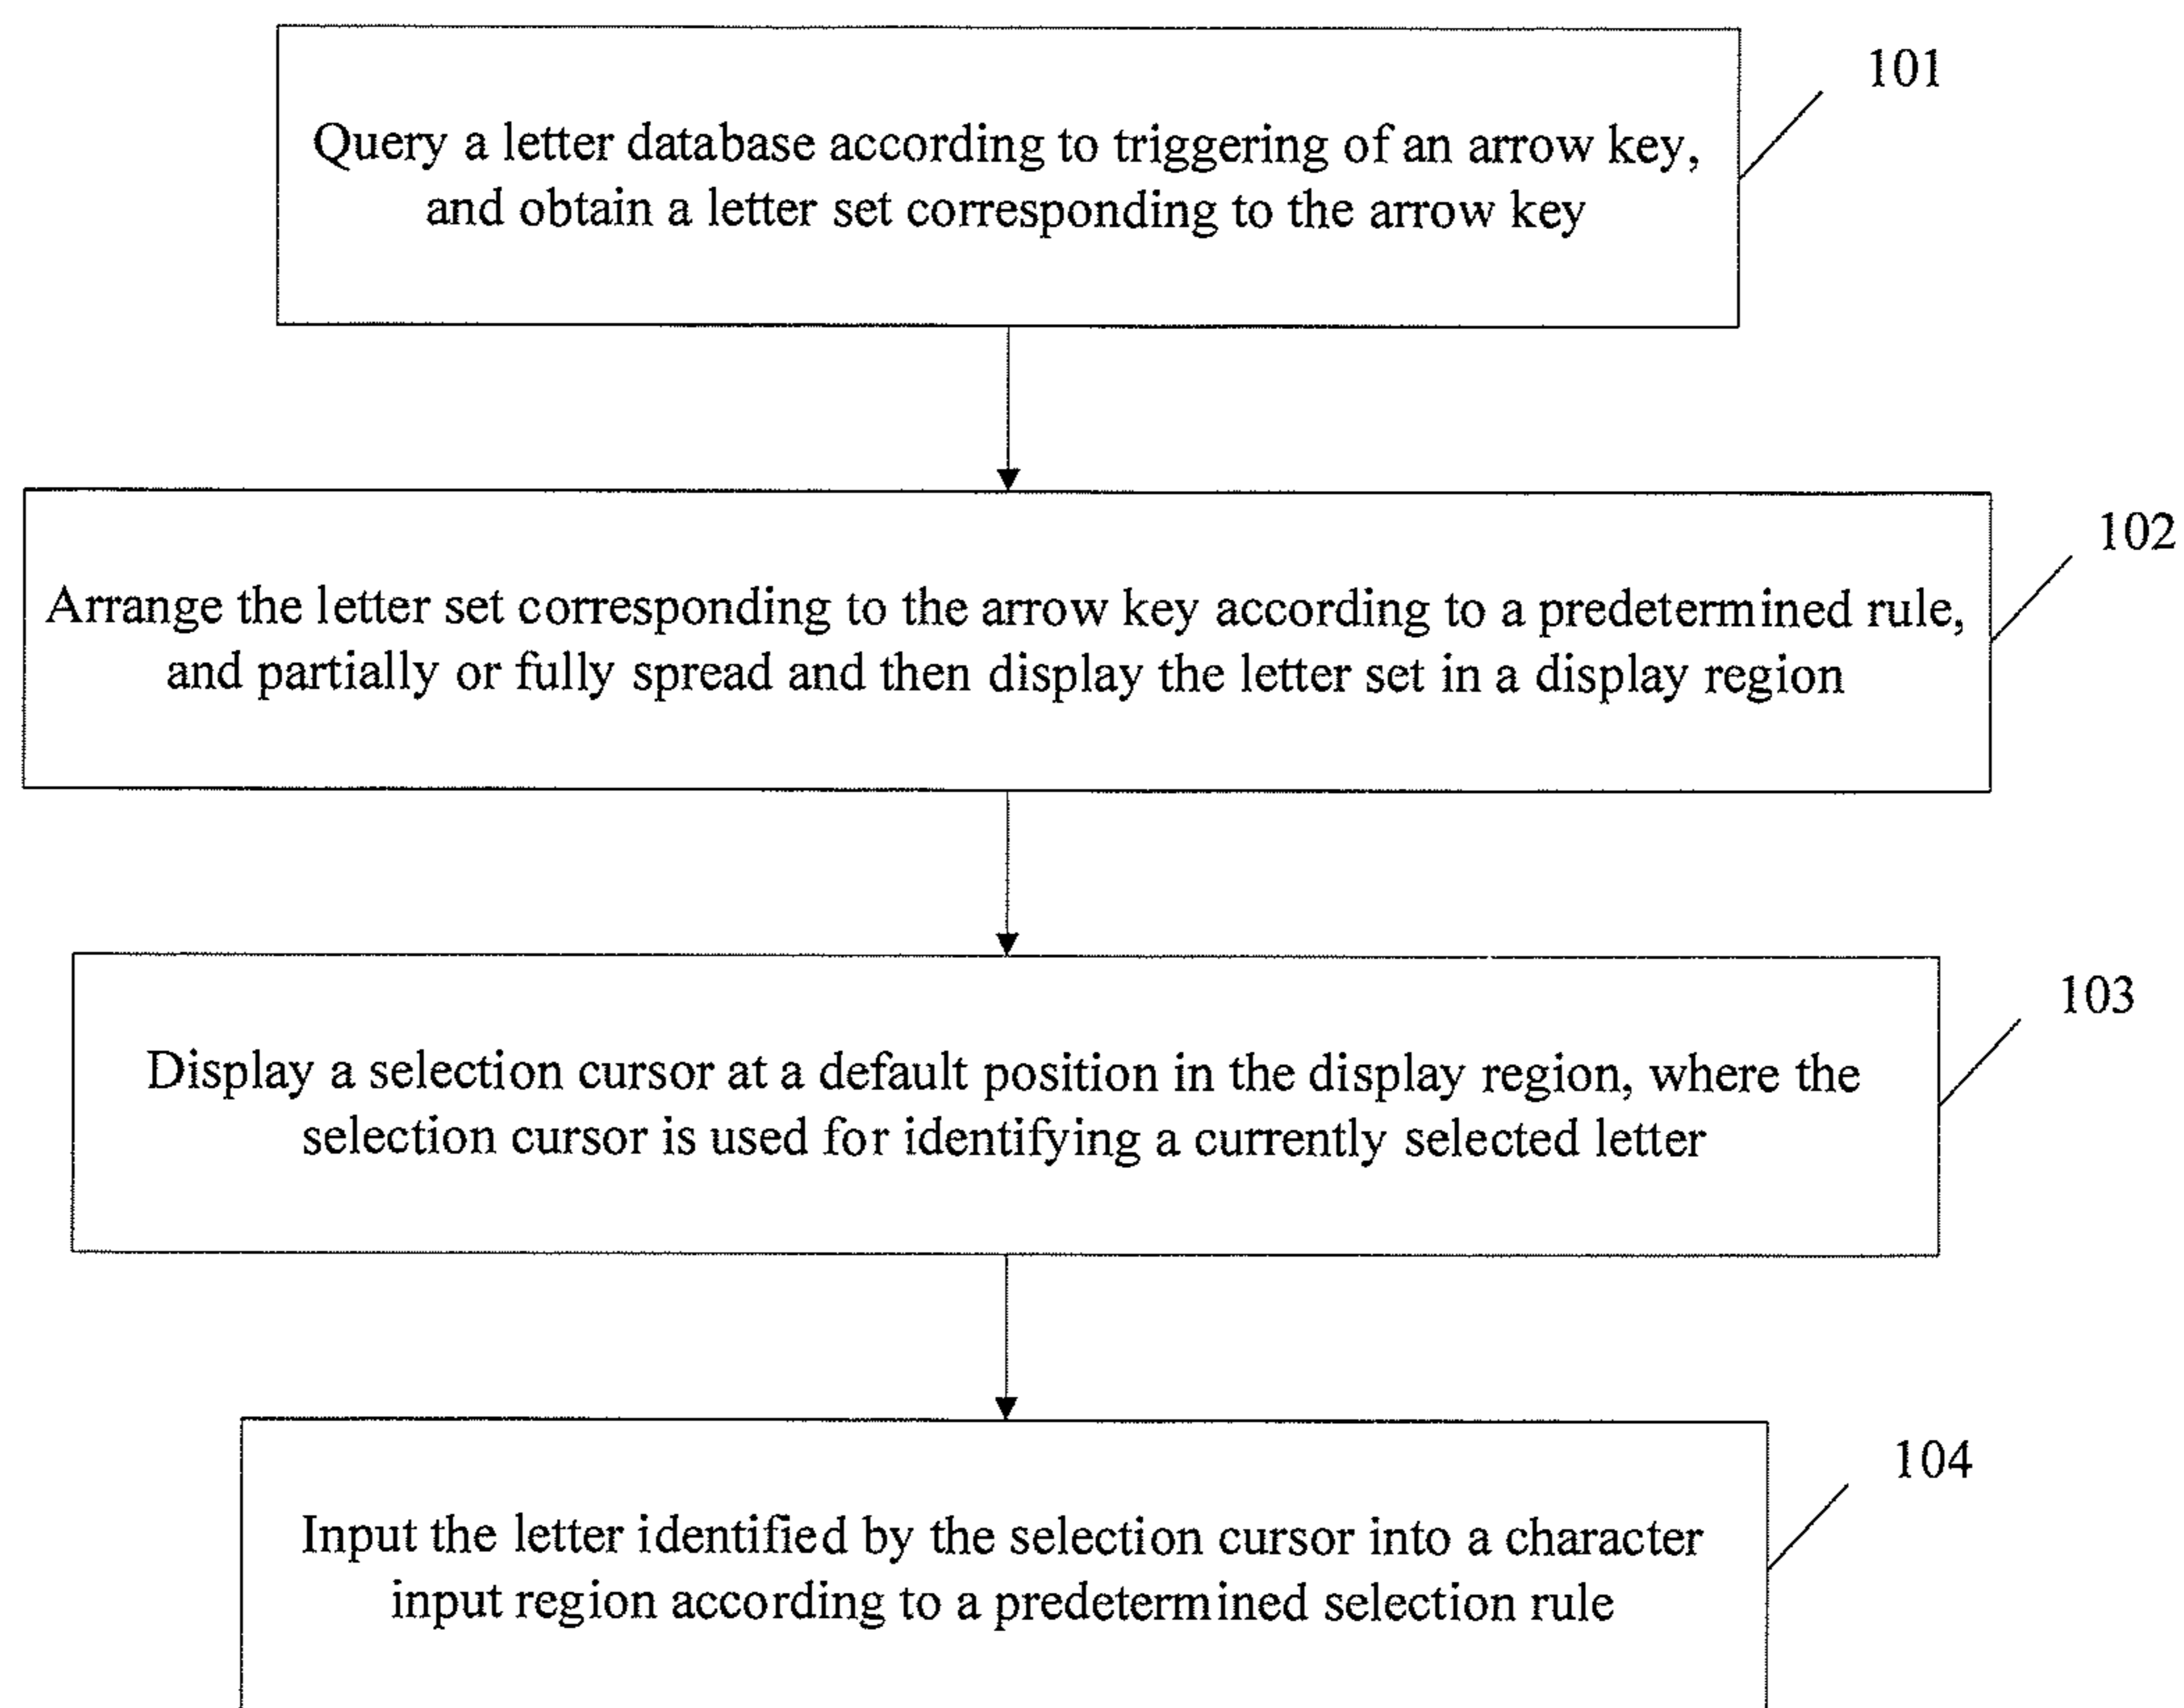 101
Query a letter database according to triggering of an arrow key,
and obtain a letter set corresponding to the arrow key
102
Arrange the letter set corresponding to the arrow key according to a predetermined rule,
and partially or fully spread and then display the letter set in a display region
103
Display a selection cursor at a default position in the display region, where the
selection cursor is used for identifying a currently selected letter
104
Input the letter identified by the selection cursor into a character
input region according to a predetermined selection rule